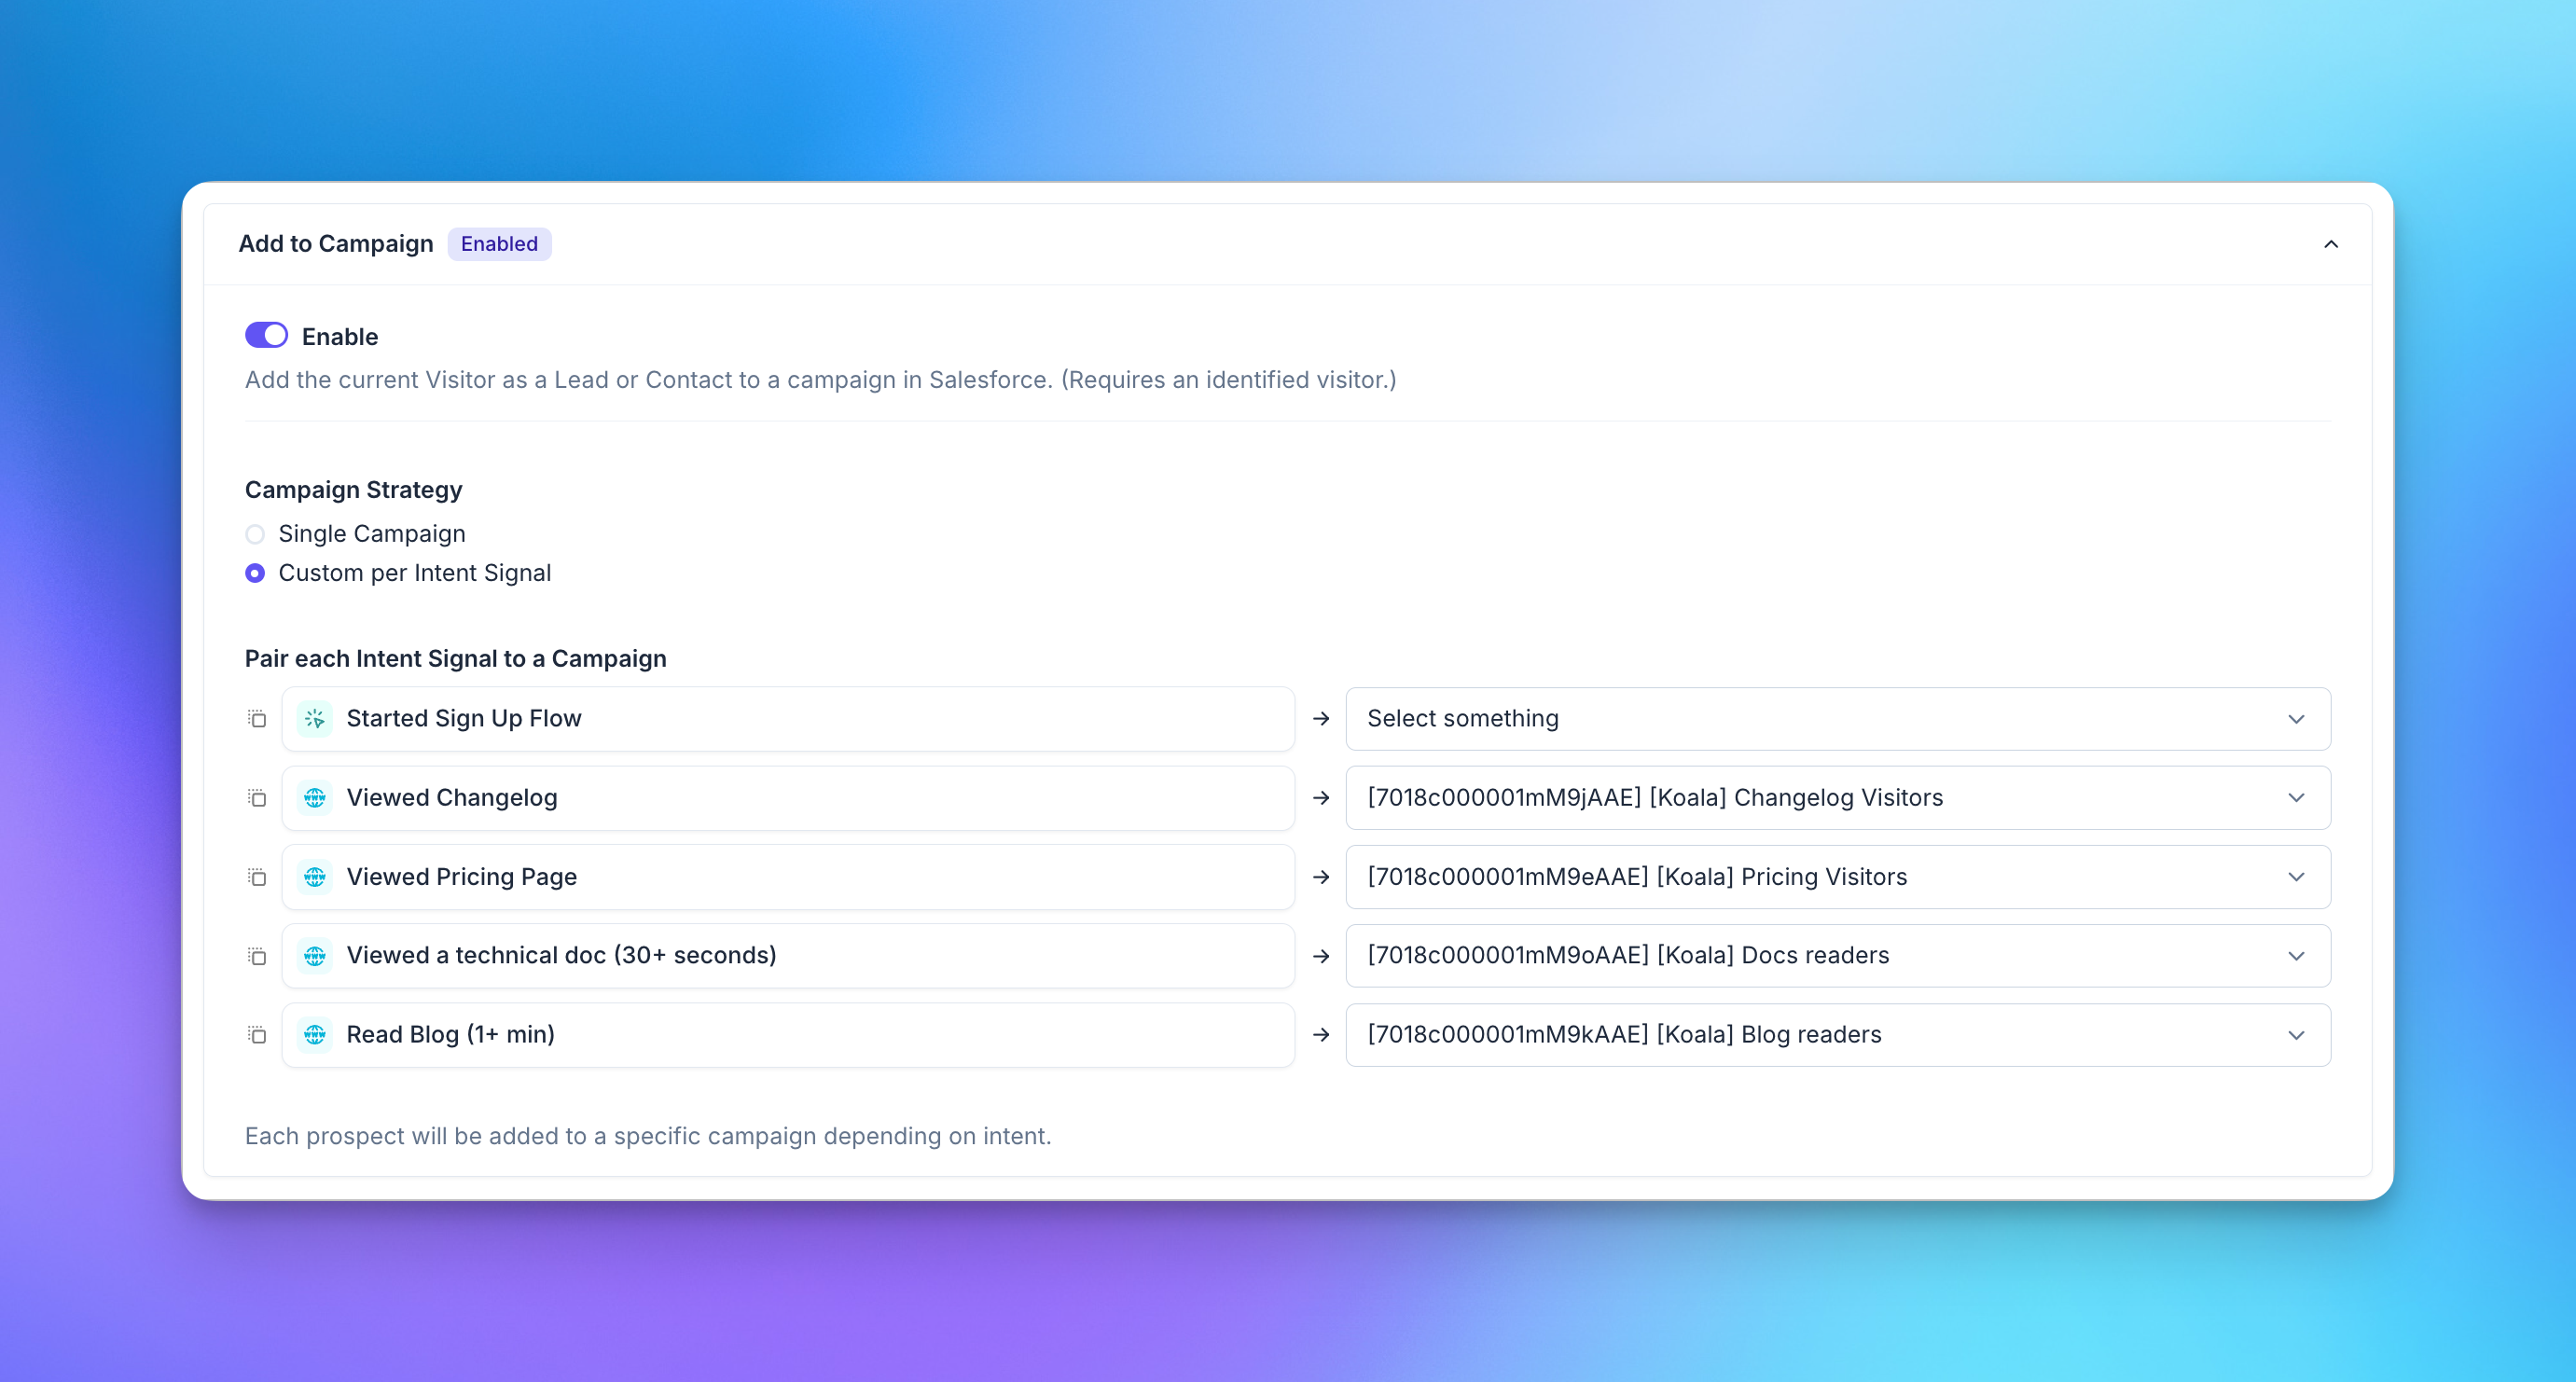 Add to Campaign Enabled
Enable
Add the current Visitor as a Lead or Contact to a campaign in Salesforce. (Requires an identified visitor.)
Campaign Strategy
Single Campaign
Custom per Intent Signal
Pair each Intent Signal to a Campaign
Started Sign Up Flow → Select something
Viewed Changelog → [7018c000001mM9jAAE] [Koala] Changelog Visitors
Viewed Pricing Page → [7018c000001mM9eAAE] [Koala] Pricing Visitors
Viewed a technical doc (30+ seconds) → [7018c000001mM9oAAE] [Koala] Docs readers
Read Blog (1+ min) → [7018c000001mM9kAAE] [Koala] Blog readers
Each prospect will be added to a specific campaign depending on intent.